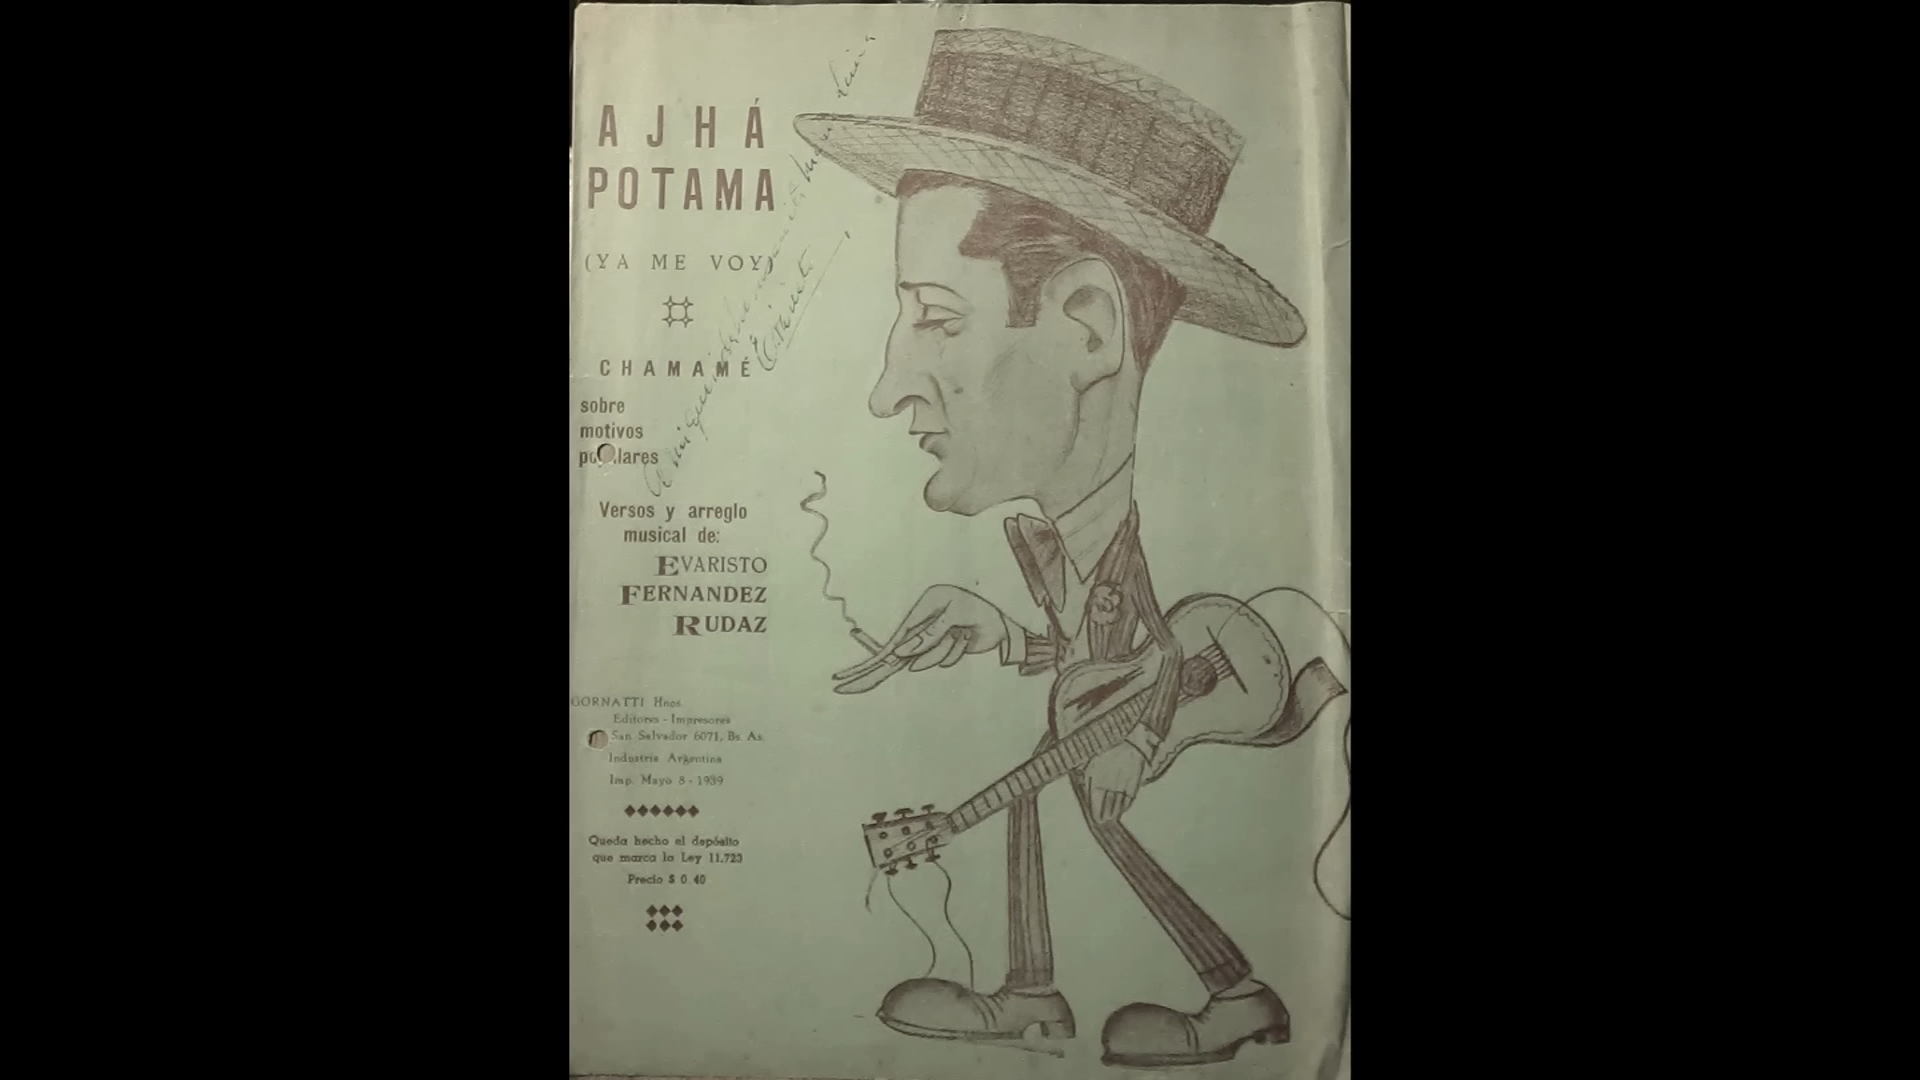 AJHÁ
POTAMA
(YA ME VOY)
CHAMAMÉ
sobre
motivos
populares
Versos y arreglo
musical de:
EVARISTO
FERNANDEZ
RUDAZ
GORNATTI Hnos.
Editores - Impresores
San Salvador 6071, Bs. As.
Industria Argentina
Imp. Mayo 8 - 1939
Queda hecho el depósito
que marca la Ley 11.723
Precio $ 0.40
A mi
Evaristo